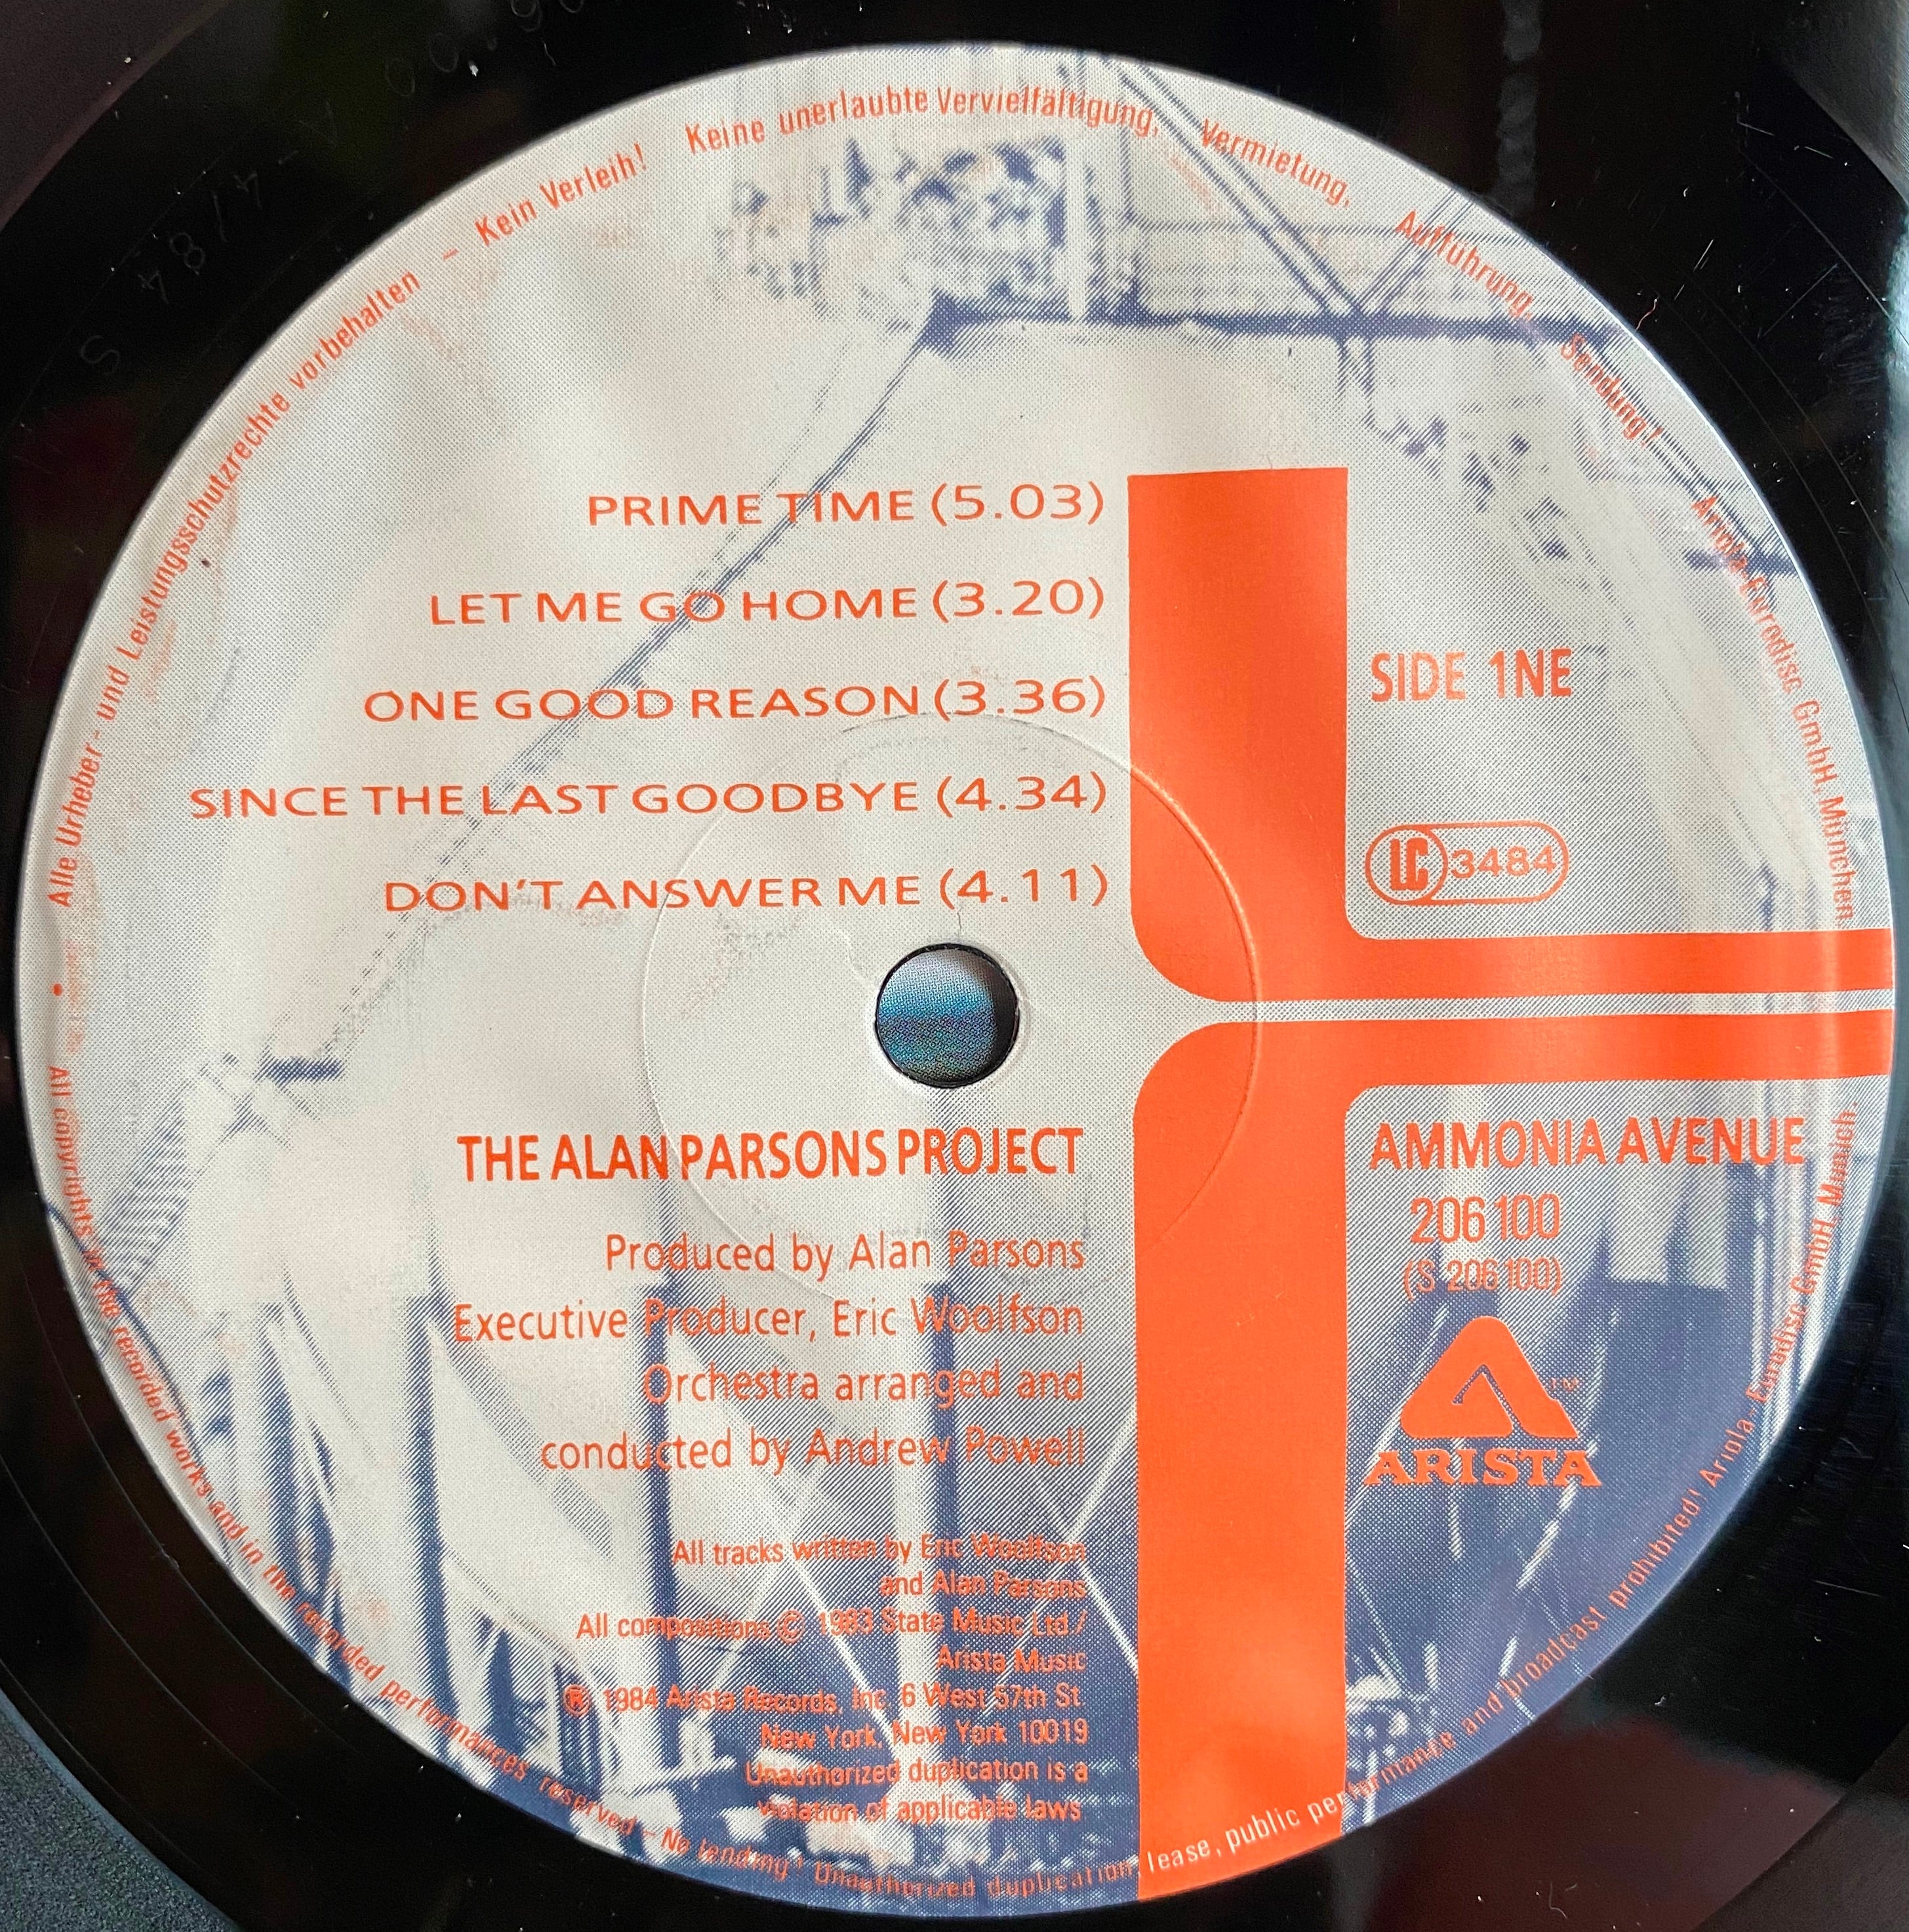 Alle Urheber- und Leistungsschutzrechte vorbehalten – Kein Verleih! Keine unerlaubte Vervielfältigung, Vermietung, Aufführung, Sendung! Ariola-Eurodisc GmbH, München
PRIME TIME (5.03)
LET ME GO HOME (3.20)
ONE GOOD REASON (3.36)
SINCE THE LAST GOODBYE (4.34)
DON'T ANSWER ME (4.11)
SIDE 1NE
LC 3484
THE ALAN PARSONS PROJECT
Produced by Alan Parsons
Executive Producer, Eric Woolfson
Orchestra arranged and
conducted by Andrew Powell
All tracks written by Eric Woolfson
and Alan Parsons
All compositions © 1983 State Music Ltd /
Arista Music
® 1984 Arista Records, Inc. 6 West 57th St.
New York, New York 10019
Unauthorized duplication is a
violation of applicable laws
AMMONIA AVENUE
206 100
(S 206 100)
TM
ARISTA
All copyrights in the recorded works and in the recorded performances reserved – No lending! Unauthorized duplication, lease, public performance and broadcast prohibited! Ariola-Eurodisc GmbH, Munich.